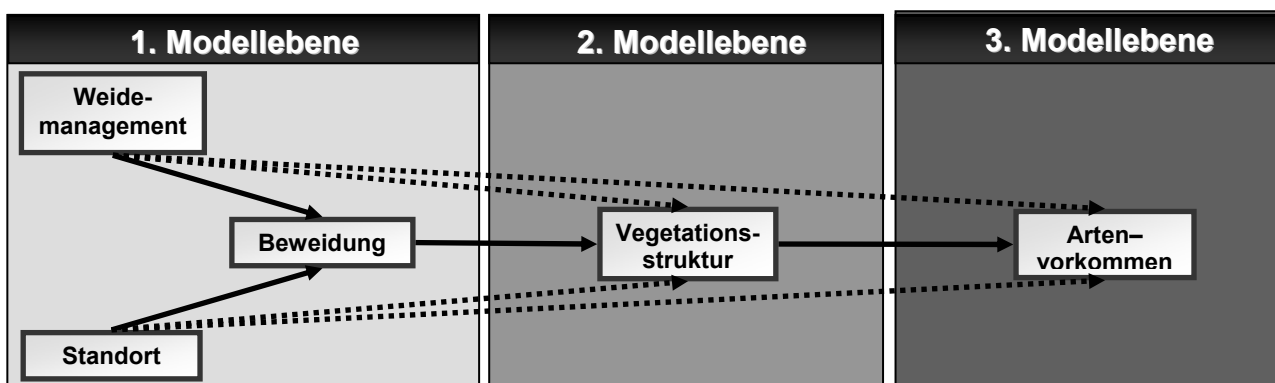 1. Modellebene
2. Modellebene
3. Modellebene
Weide-
management
Beweidung
Vegetations-
struktur
Arten–
vorkommen
Standort